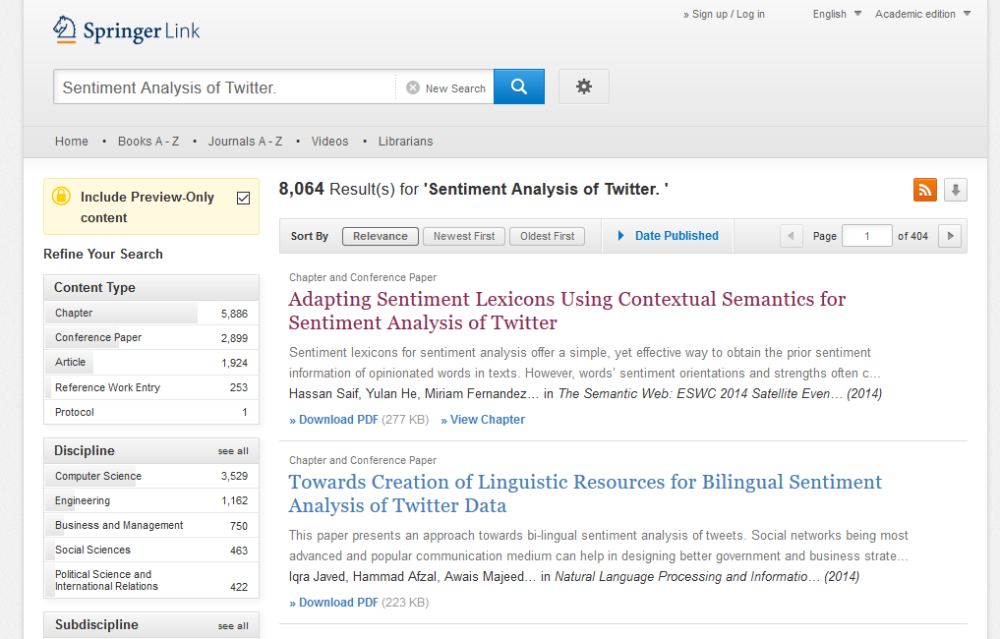 » Sign up / Log in English Academic edition
Springer Link
Sentiment Analysis of Twitter. New Search
Home • Books A - Z • Journals A - Z • Videos • Librarians
Include Preview-Only
content
Refine Your Search
Content Type
Chapter 5,886
Conference Paper 2,899
Article 1,924
Reference Work Entry 253
Protocol 1
Discipline see all
Computer Science 3,529
Engineering 1,162
Business and Management 750
Social Sciences 463
Political Science and
International Relations 422
Subdiscipline see all
8,064 Result(s) for 'Sentiment Analysis of Twitter. '
Sort By Relevance Newest First Oldest First Date Published Page 1 of 404
Chapter and Conference Paper
Adapting Sentiment Lexicons Using Contextual Semantics for
Sentiment Analysis of Twitter
Sentiment lexicons for sentiment analysis offer a simple, yet effective way to obtain the prior sentiment
information of opinionated words in texts. However, words’ sentiment orientations and strengths often c…
Hassan Saif, Yulan He, Miriam Fernandez… in The Semantic Web: ESWC 2014 Satellite Even… (2014)
» Download PDF (277 KB) » View Chapter
Chapter and Conference Paper
Towards Creation of Linguistic Resources for Bilingual Sentiment
Analysis of Twitter Data
This paper presents an approach towards bi-lingual sentiment analysis of tweets. Social networks being most
advanced and popular communication medium can help in designing better government and business strate…
Iqra Javed, Hammad Afzal, Awais Majeed… in Natural Language Processing and Informatio… (2014)
» Download PDF (223 KB)